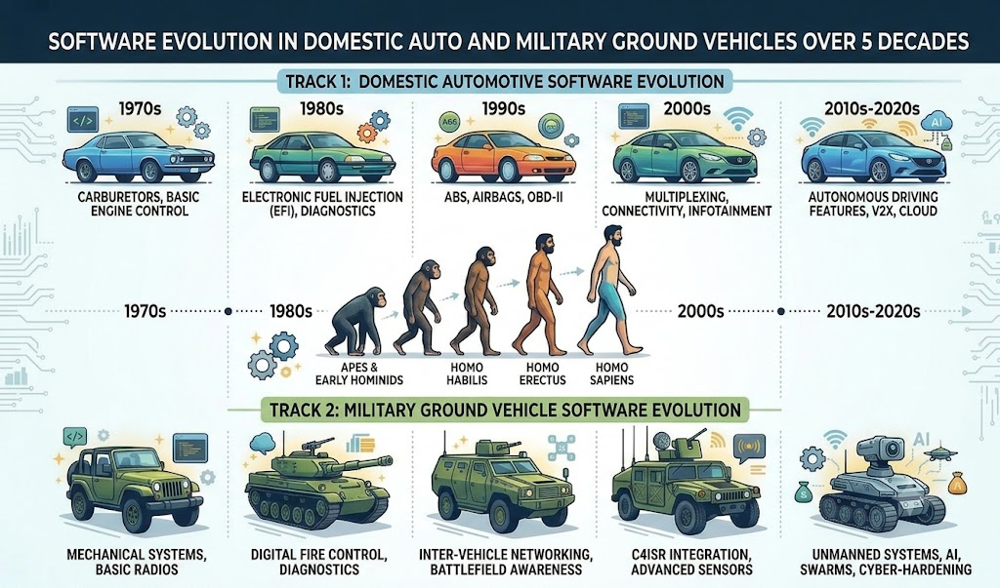 SOFTWARE EVOLUTION IN DOMESTIC AUTO AND MILITARY GROUND VEHICLES OVER 5 DECADES
TRACK 1: DOMESTIC AUTOMOTIVE SOFTWARE EVOLUTION
1970s
</>
CARBURETORS, BASIC
ENGINE CONTROL
1980s
ELECTRONIC FUEL INJECTION
(EFI), DIAGNOSTICS
1990s
A66
ABS, AIRBAGS, OBD-II
2000s
MULTIPLEXING,
CONNECTIVITY, INFOTAINMENT
2010s-2020s
AI
AUTONOMOUS DRIVING
FEATURES, V2X, CLOUD
1970s
1980s
2000s
2010s-2020s
APES &
EARLY HOMINIDS
HOMO
HABILIS
HOMO
ERECTUS
HOMO
SAPIENS
TRACK 2: MILITARY GROUND VEHICLE SOFTWARE EVOLUTION
</>
MECHANICAL SYSTEMS,
BASIC RADIOS
DIGITAL FIRE CONTROL,
DIAGNOSTICS
INTER-VEHICLE NETWORKING,
BATTLEFIELD AWARENESS
C4ISR INTEGRATION,
ADVANCED SENSORS
AI
S
UNMANNED SYSTEMS, AI,
SWARMS, CYBER-HARDENING